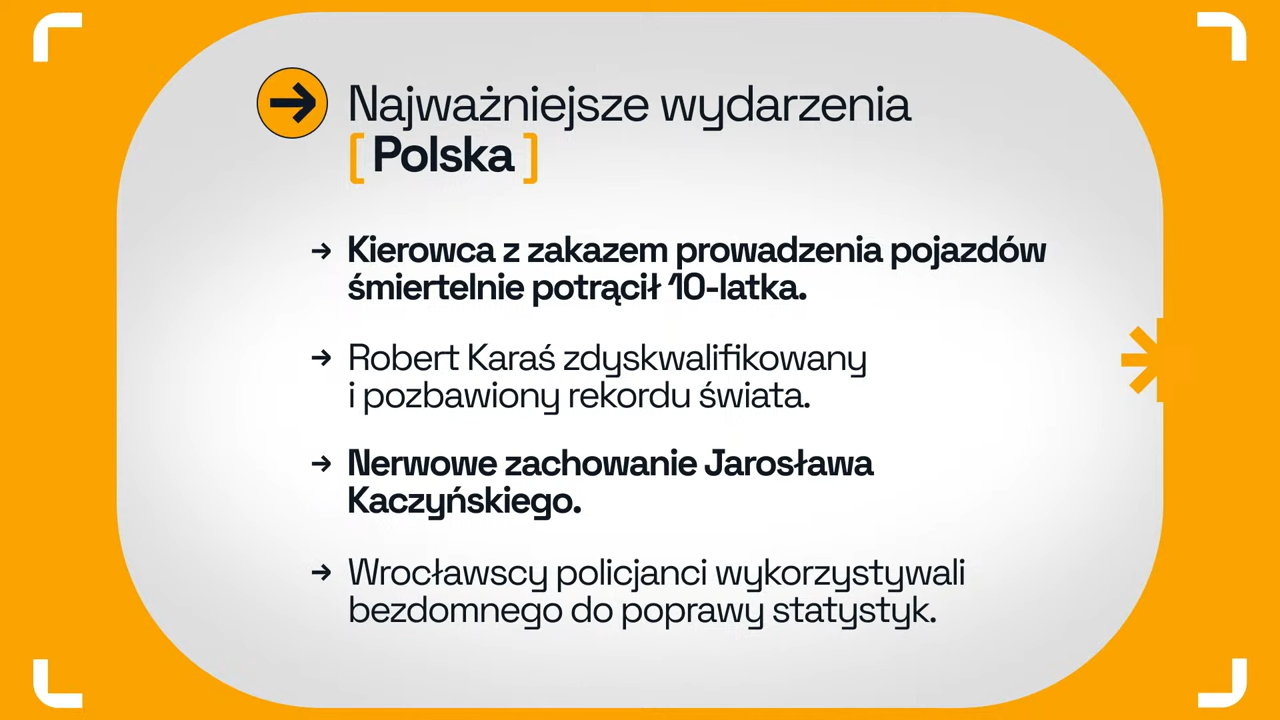 Najważniejsze wydarzenia
[ Polska ]
→ Kierowca z zakazem prowadzenia pojazdów
śmiertelnie potrącił 10-latka.
→ Robert Karaś zdyskwalifikowany
i pozbawiony rekordu świata.
→ Nerwowe zachowanie Jarosława
Kaczyńskiego.
→ Wrocławscy policjanci wykorzystywali
bezdomnego do poprawy statystyk.